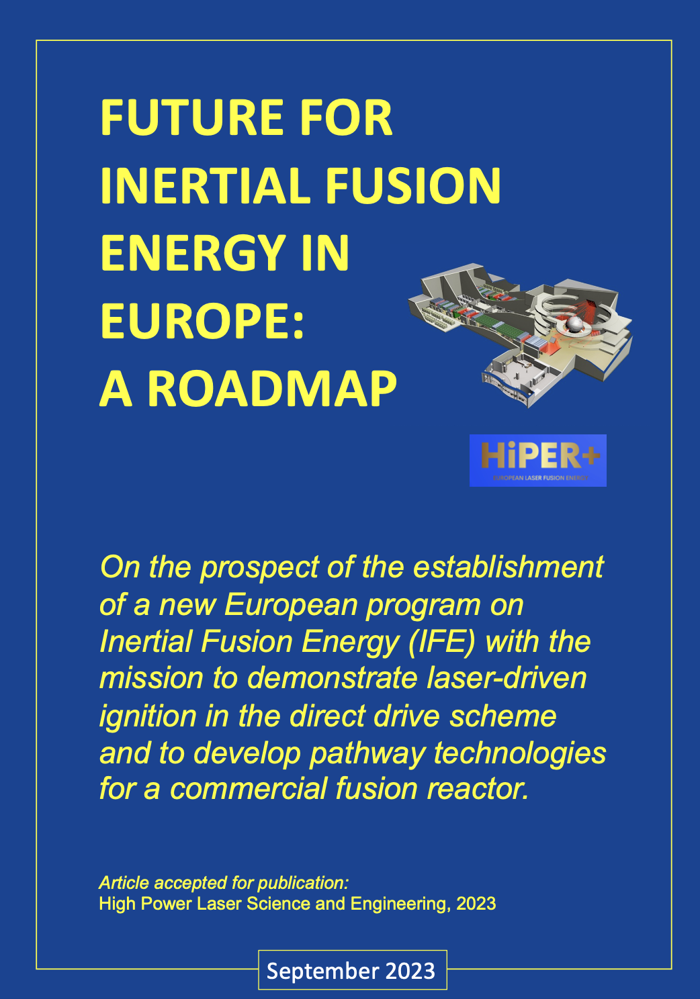 FUTURE FOR
INERTIAL FUSION
ENERGY IN
EUROPE:
A ROADMAP
HiPER+
EUROPEAN LASER FUSION ENERGY
On the prospect of the establishment
of a new European program on
Inertial Fusion Energy (IFE) with the
mission to demonstrate laser-driven
ignition in the direct drive scheme
and to develop pathway technologies
for a commercial fusion reactor.
Article accepted for publication:
High Power Laser Science and Engineering, 2023
September 2023